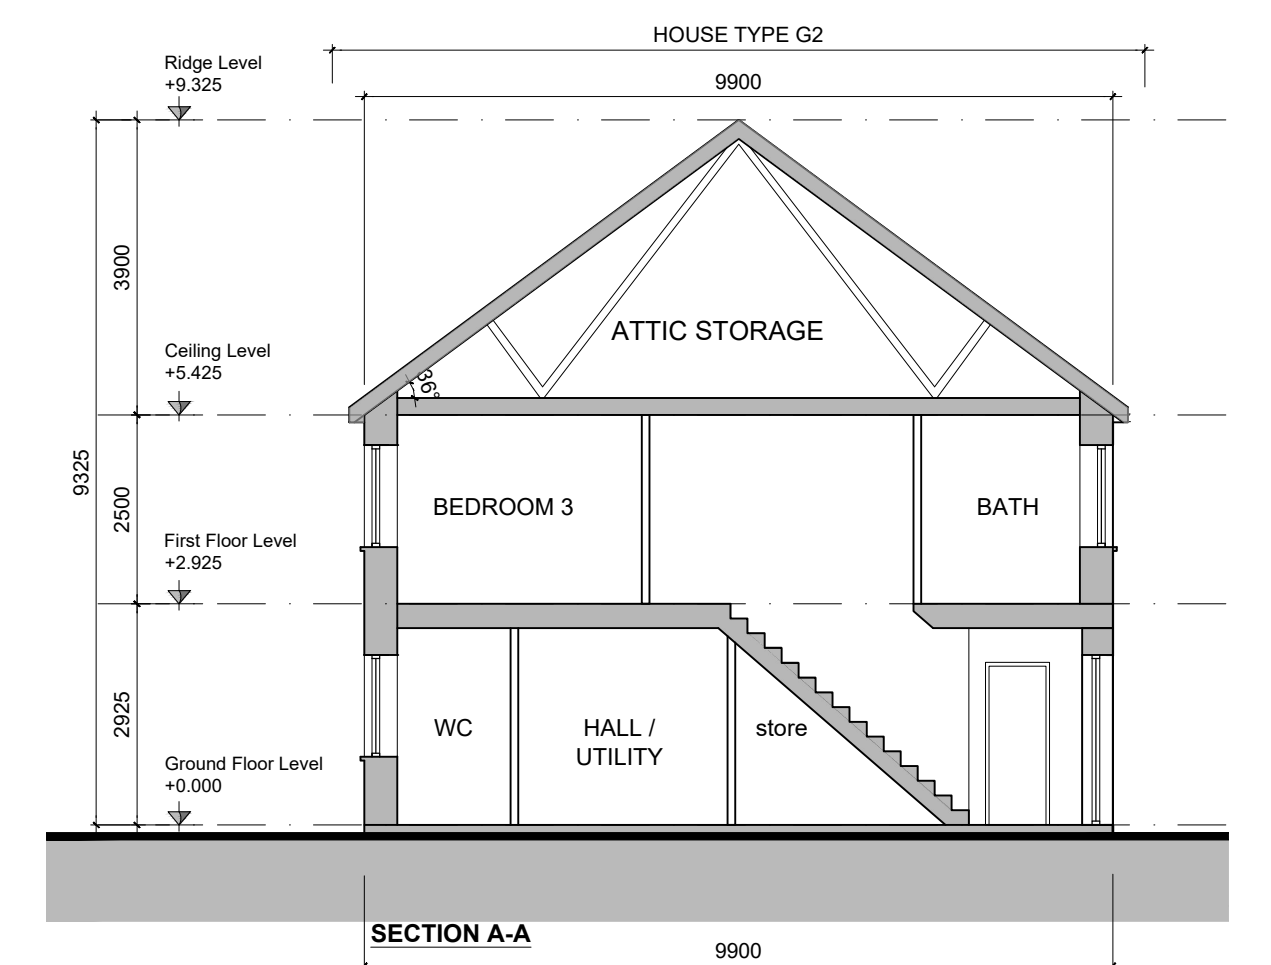 HOUSE TYPE G2
9900
Ridge Level
+9.325
3900
ATTIC STORAGE
Ceiling Level
+5.425
36°
9325
2500
BEDROOM 3
BATH
First Floor Level
+2.925
2925
WC
HALL /
UTILITY
store
Ground Floor Level
+0.000
SECTION A-A
9900